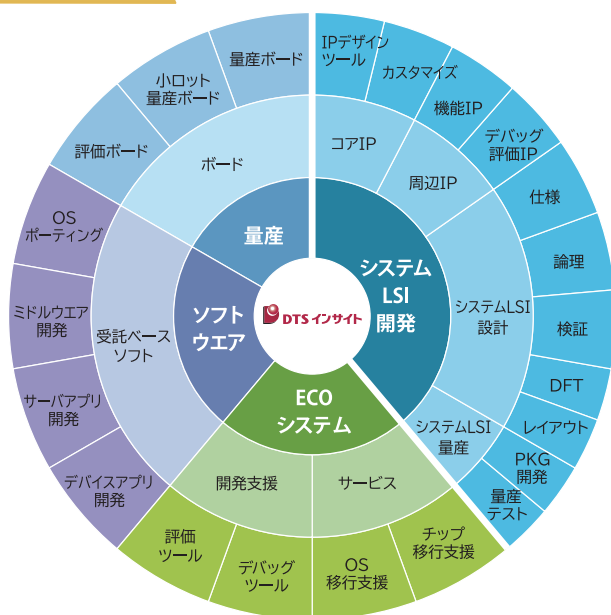 IPデザイン
ツール
カスタマイズ
機能IP
デバッグ
評価IP
仕様
論理
検証
DFT
レイアウト
PKG
開発
量産
テスト
コアIP
周辺IP
システムLSI
設計
システムLSI
量産
システム
LSI
開発
ECO
システム
サービス
開発支援
チップ
移行支援
OS
移行支援
デバッグ
ツール
評価
ツール
ソフト
ウエア
受託ベース
ソフト
デバイスアプリ
開発
サーバアプリ
開発
ミドルウエア
開発
OS
ポーティング
量産
ボード
評価ボード
小ロット
量産ボード
量産ボード
DTS インサイト